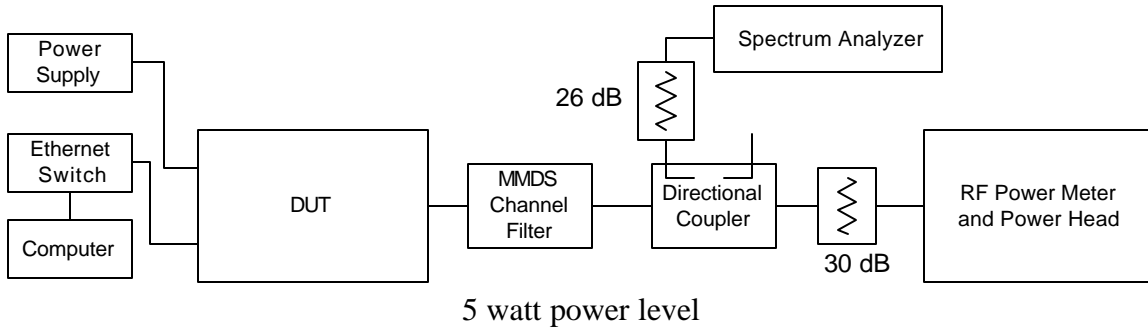 Power
Supply
Ethernet
Switch
Computer
DUT
MMDS
Channel
Filter
26 dB
Spectrum Analyzer
Directional
Coupler
30 dB
RF Power Meter
and Power Head
5 watt power level